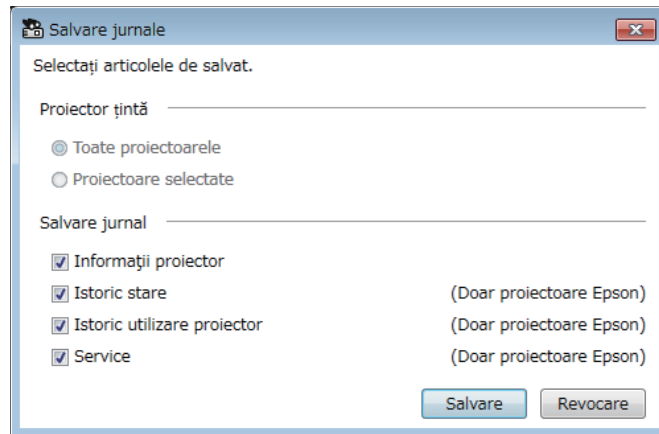 Salvare jurnale
Selectați articolele de salvat.
Proiector țintă
Toate proiectoarele
Proiectoare selectate
Salvare jurnal
Informaţii proiector
Istoric stare (Doar proiectoare Epson)
Istoric utilizare proiector (Doar proiectoare Epson)
Service (Doar proiectoare Epson)
Salvare Revocare